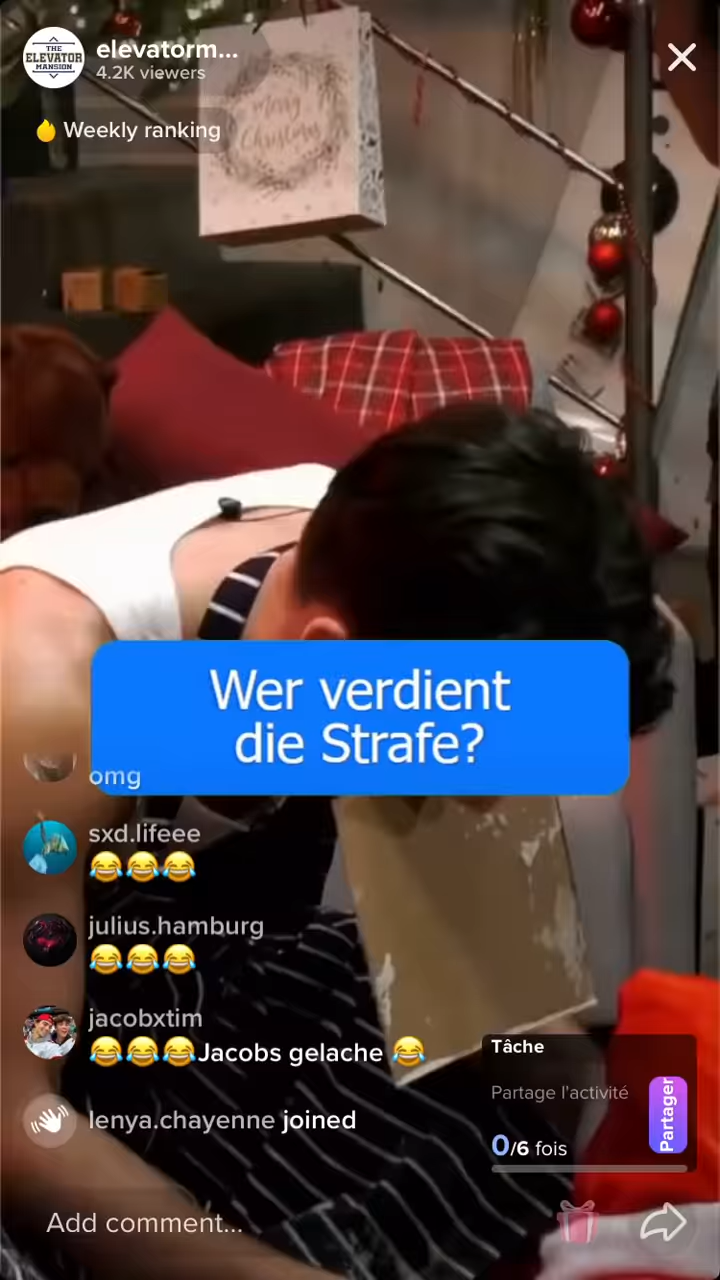 THE
ELEVATOR
MANSION
elevatorm...
4.2K viewers
Weekly ranking
Merry
Christmas
Wer verdient
die Strafe?
omg
sxd.lifeee
😂😂😂
julius.hamburg
😂😂😂
jacobxtim
😂😂😂Jacobs gelache 😂
lenya.chayenne joined
Tâche
Partage l'activité
0/6 fois
Partager
Add comment...